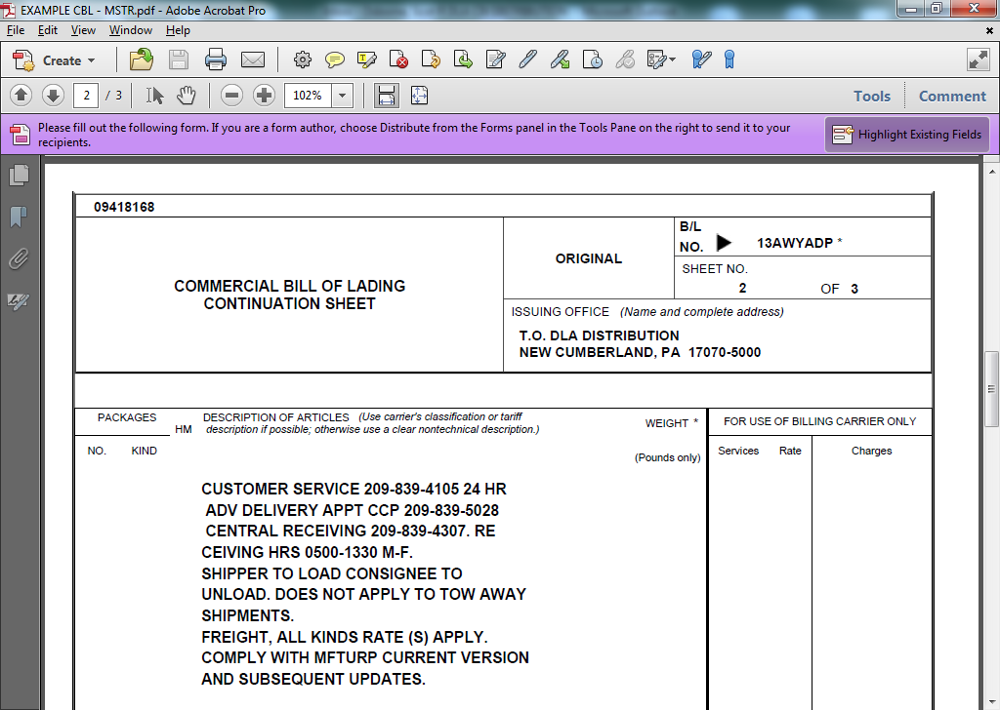 EXAMPLE CBL - MSTR.pdf - Adobe Acrobat Pro
File Edit View Window Help
Create
2 / 3 102% Tools Comment
Please fill out the following form. If you are a form author, choose Distribute from the Forms panel in the Tools Pane on the right to send it to your
recipients.
Highlight Existing Fields
09418168
COMMERCIAL BILL OF LADING
CONTINUATION SHEET
ORIGINAL
B/L
NO. 13AWYADP *
SHEET NO.
2 OF 3
ISSUING OFFICE (Name and complete address)
T.O. DLA DISTRIBUTION
NEW CUMBERLAND, PA 17070-5000
PACKAGES
NO. KIND
HM
DESCRIPTION OF ARTICLES (Use carrier's classification or tariff
description if possible; otherwise use a clear nontechnical description.)
WEIGHT *
(Pounds only)
FOR USE OF BILLING CARRIER ONLY
Services Rate Charges
CUSTOMER SERVICE 209-839-4105 24 HR
ADV DELIVERY APPT CCP 209-839-5028
CENTRAL RECEIVING 209-839-4307. RE
CEIVING HRS 0500-1330 M-F.
SHIPPER TO LOAD CONSIGNEE TO
UNLOAD. DOES NOT APPLY TO TOW AWAY
SHIPMENTS.
FREIGHT, ALL KINDS RATE (S) APPLY.
COMPLY WITH MFTURP CURRENT VERSION
AND SUBSEQUENT UPDATES.